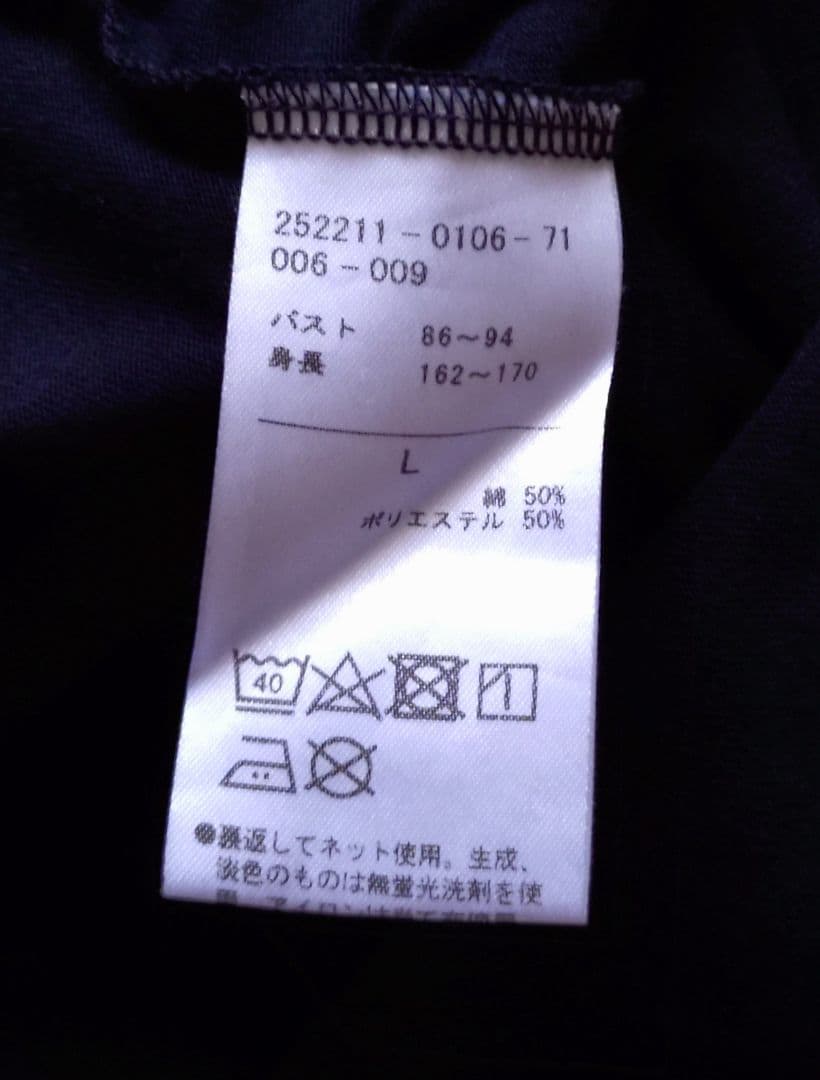 252211-0106-71
006-009
バスト 86~94
身長 162~170
L
綿 50%
ポリエステル 50%
40
●裏返してネット使用。生成、
淡色のものは無蛍光洗剤を使